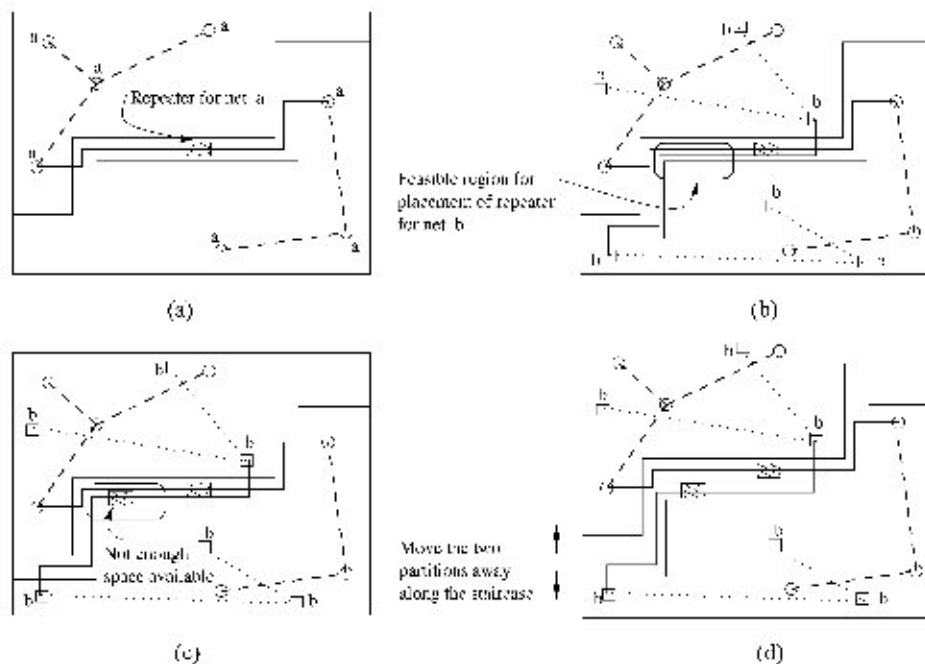 a
a
a
Repeater for net a
a
a
a
a
(a)
b
b
b
Feasible region for
placement of repeater
for net b
b
b
(b)
b
b
b
b
Not enough
space available
b
b
(c)
b
b
b
b
Move the two
partitions away
along the staircase
b
b
(d)